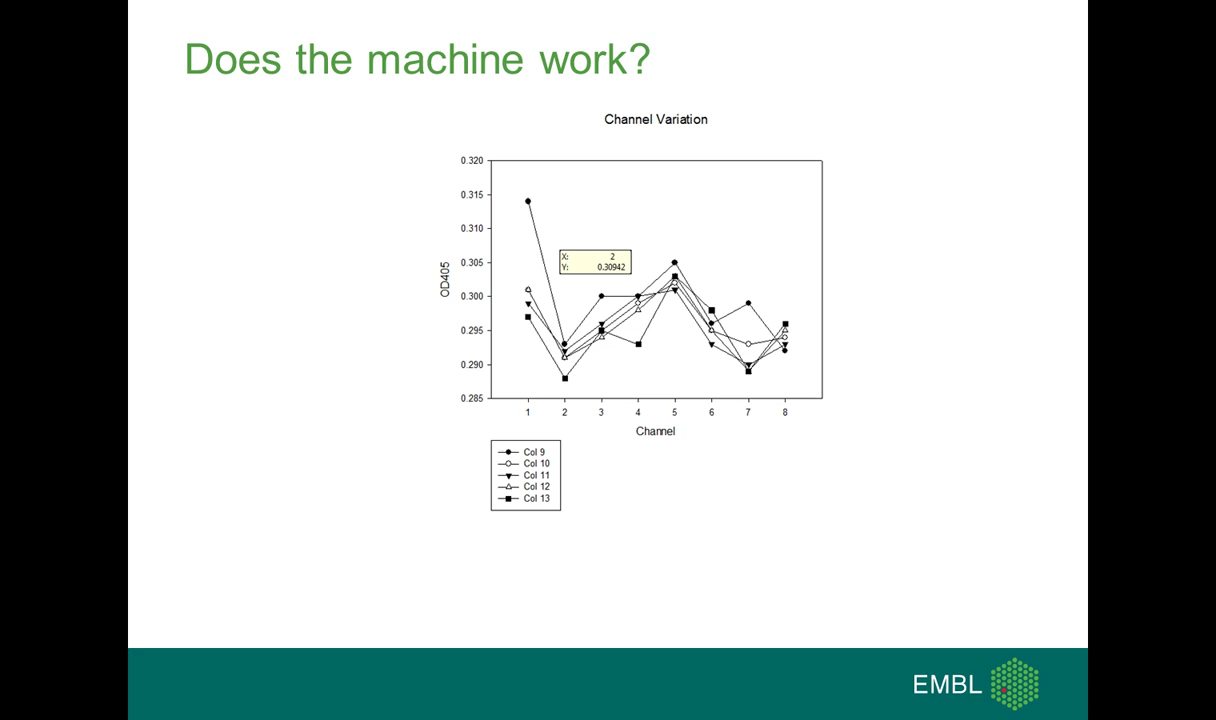 Does the machine work?
Channel Variation
0.320
0.315
0.310
0.305
0.300
0.295
0.290
0.285
OD405
X: 2
Y: 0.30942
1 2 3 4 5 6 7 8
Channel
Col 9
Col 10
Col 11
Col 12
Col 13
EMBL